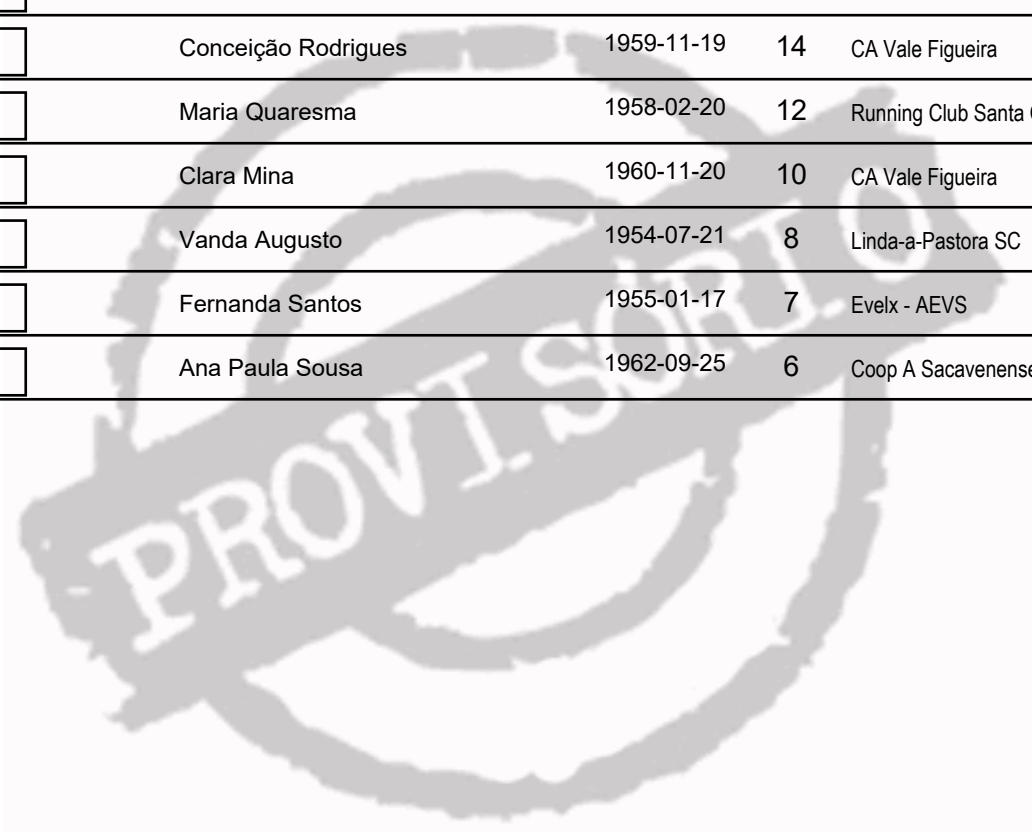 Conceição Rodrigues 1959-11-19 14 CA Vale Figueira
Maria Quaresma 1958-02-20 12 Running Club Santa
Clara Mina 1960-11-20 10 CA Vale Figueira
Vanda Augusto 1954-07-21 8 Linda-a-Pastora SC
Fernanda Santos 1955-01-17 7 Evelx - AEVS
Ana Paula Sousa 1962-09-25 6 Coop A Sacavenense
PROVISÓRIO